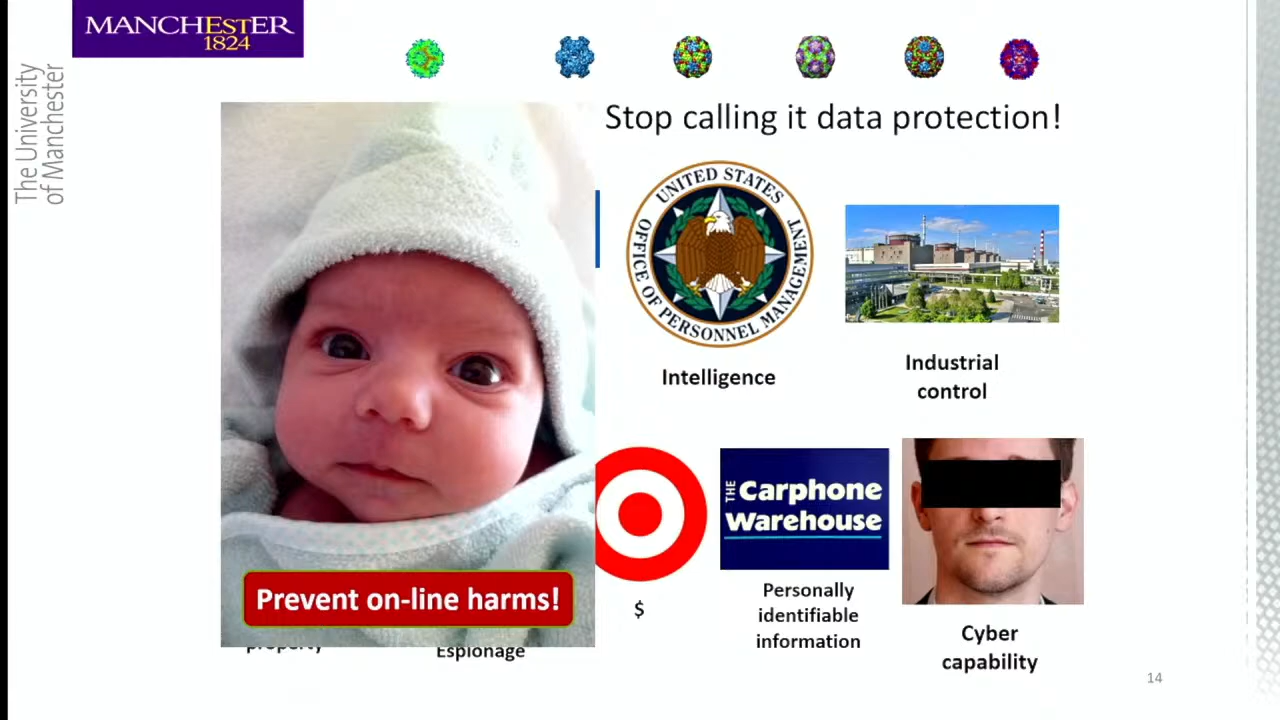 MANCHESTER
1824
The University
of Manchester
Stop calling it data protection!
UNITED STATES
OFFICE OF PERSONNEL MANAGEMENT
Intelligence
Industrial
control
THE
Carphone
Warehouse
Prevent on-line harms!
$
Personally
identifiable
information
Cyber
capability
property
Espionage
14